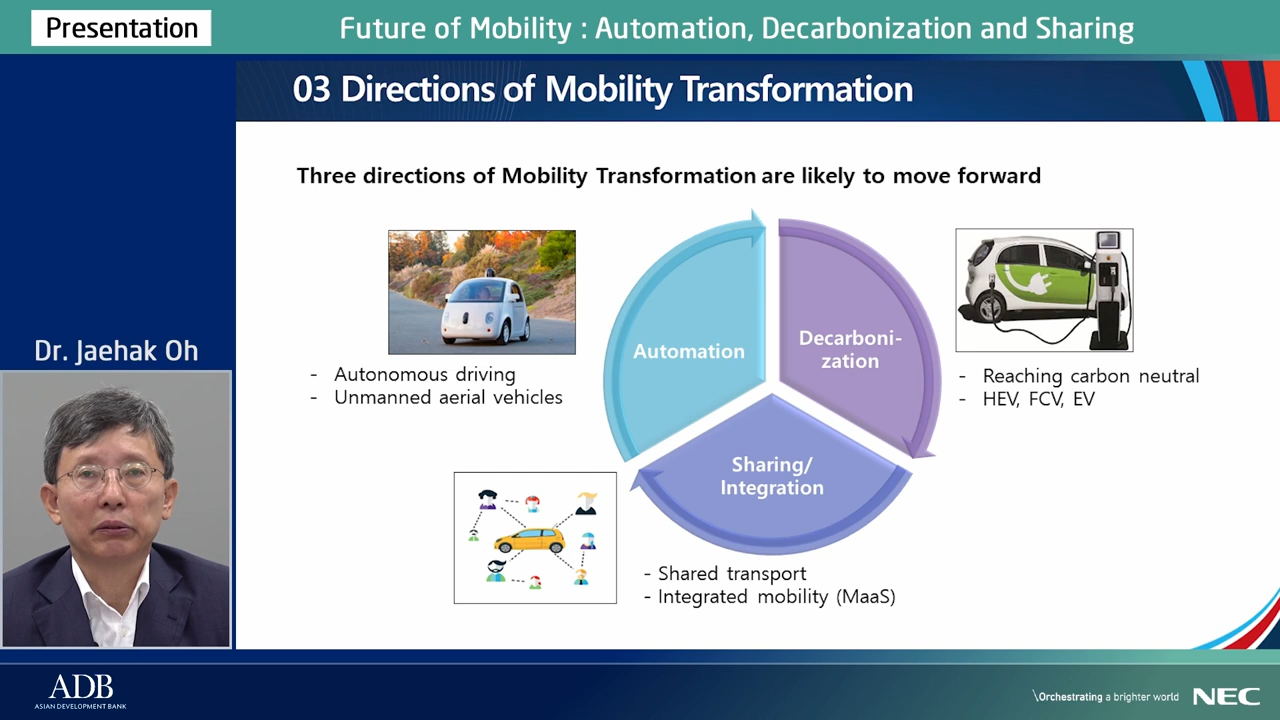 Presentation
Future of Mobility : Automation, Decarbonization and Sharing
03 Directions of Mobility Transformation
Three directions of Mobility Transformation are likely to move forward
Automation
Decarboni-
zation
Sharing/
Integration
- Autonomous driving
- Unmanned aerial vehicles
- Reaching carbon neutral
- HEV, FCV, EV
- Shared transport
- Integrated mobility (MaaS)
Dr. Jaehak Oh
ADB
ASIAN DEVELOPMENT BANK
\Orchestrating a brighter world
NEC